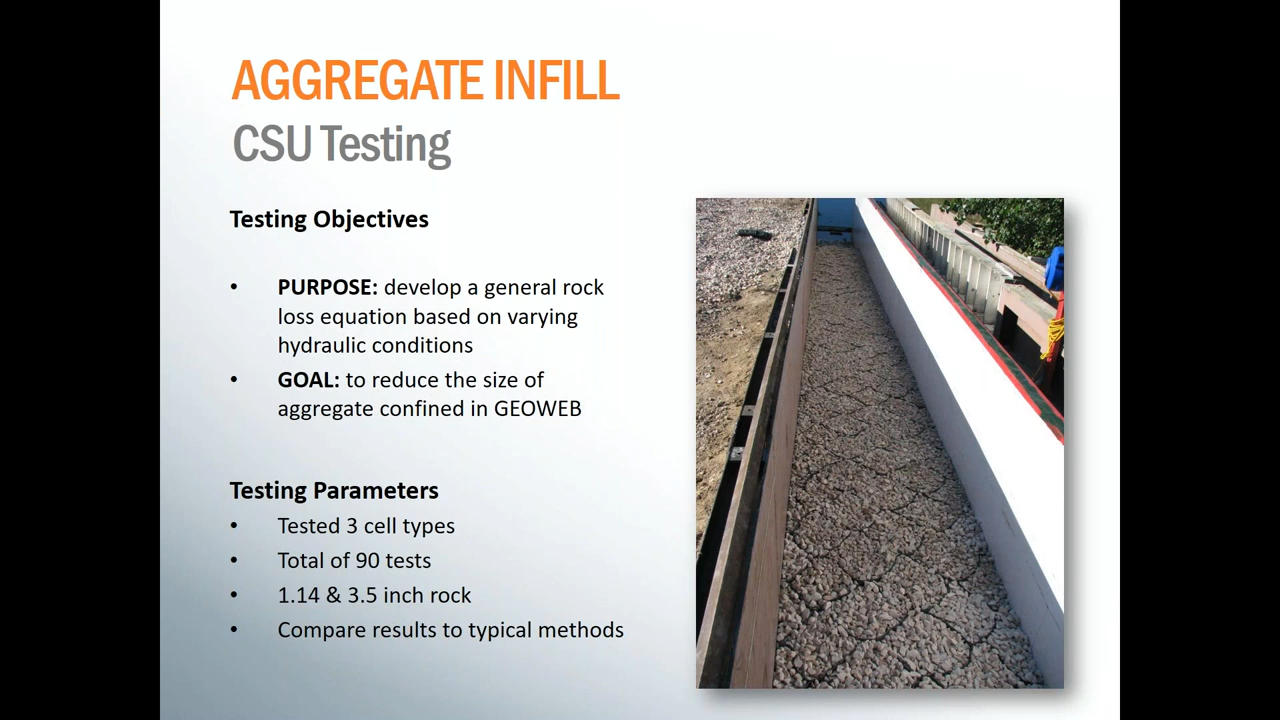 AGGREGATE INFILL
CSU Testing
Testing Objectives
• PURPOSE: develop a general rock
loss equation based on varying
hydraulic conditions
• GOAL: to reduce the size of
aggregate confined in GEOWEB
Testing Parameters
• Tested 3 cell types
• Total of 90 tests
• 1.14 & 3.5 inch rock
• Compare results to typical methods